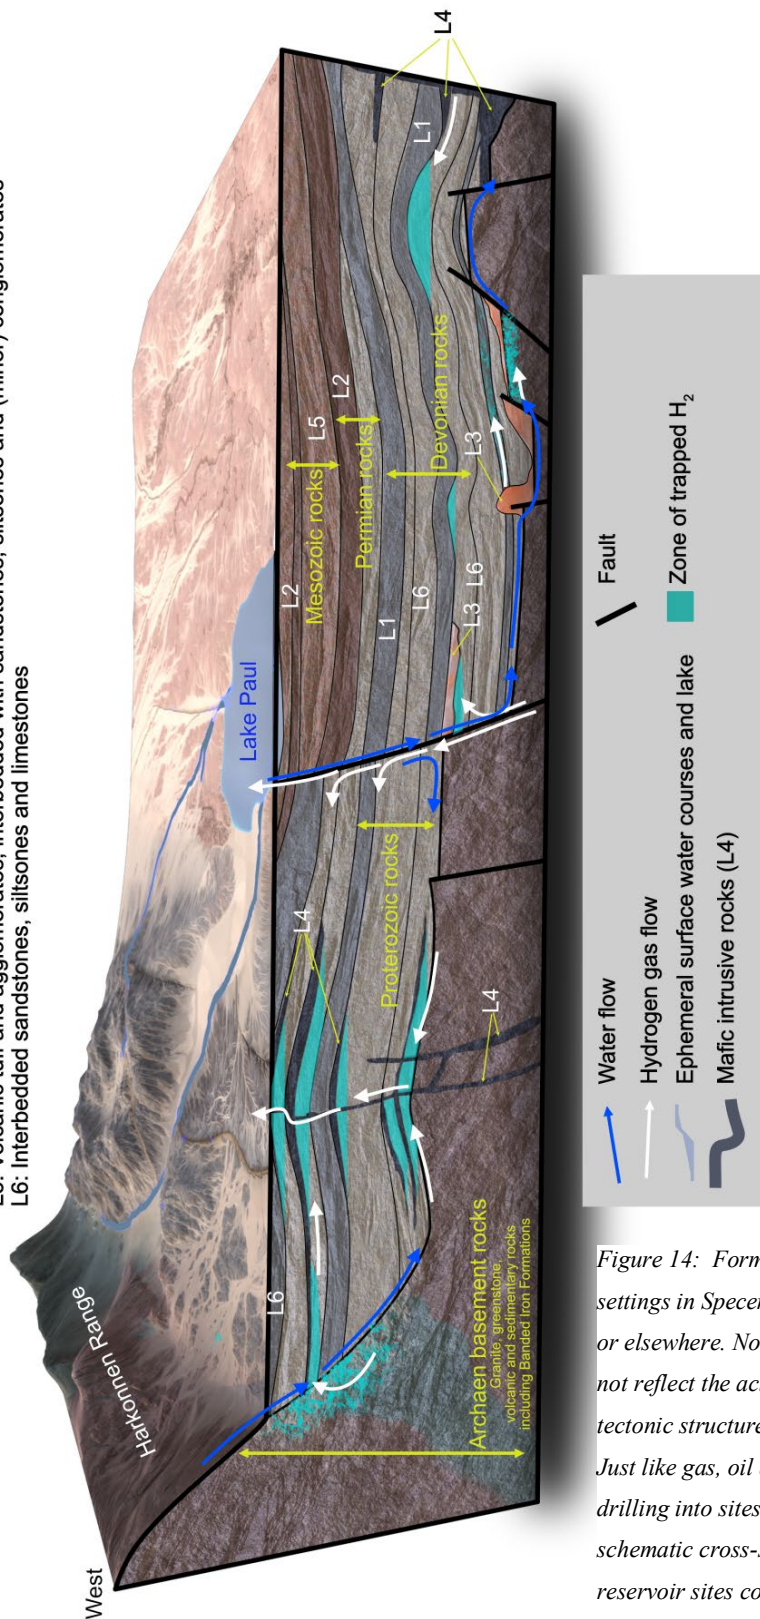 L6: Interbedded sandstones, siltsones and limestones
West
Harkonnen Range
Lake Paul
L6
L4
L2
Mesozoic rocks
L5
L2
Permian rocks
L1
L6
L3
L6
L3
Devonian rocks
L1
L4
Proterozoic rocks
L4
Archaen basement rocks
Granite, greenstone,
volcanic and sedimentary rocks
including Banded Iron Formations
Water flow
Hydrogen gas flow
Ephemeral surface water courses and lake
Mafic intrusive rocks (L4)
Fault
Zone of trapped H₂
Figure 14: Form
settings in Specer
or elsewhere. No
not reflect the ac
tectonic structure
Just like gas, oil
drilling into sites
schematic cross-s
reservoir sites co